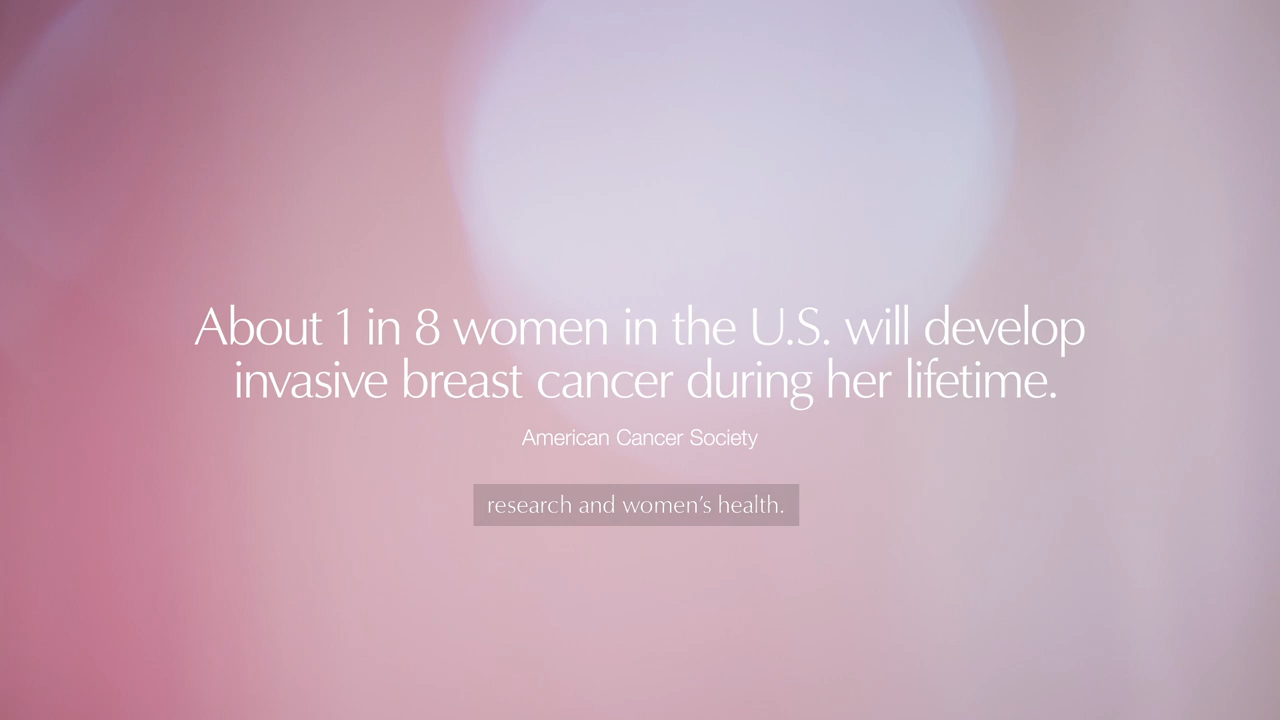 About 1 in 8 women in the U.S. will develop
invasive breast cancer during her lifetime.
American Cancer Society
research and women’s health.